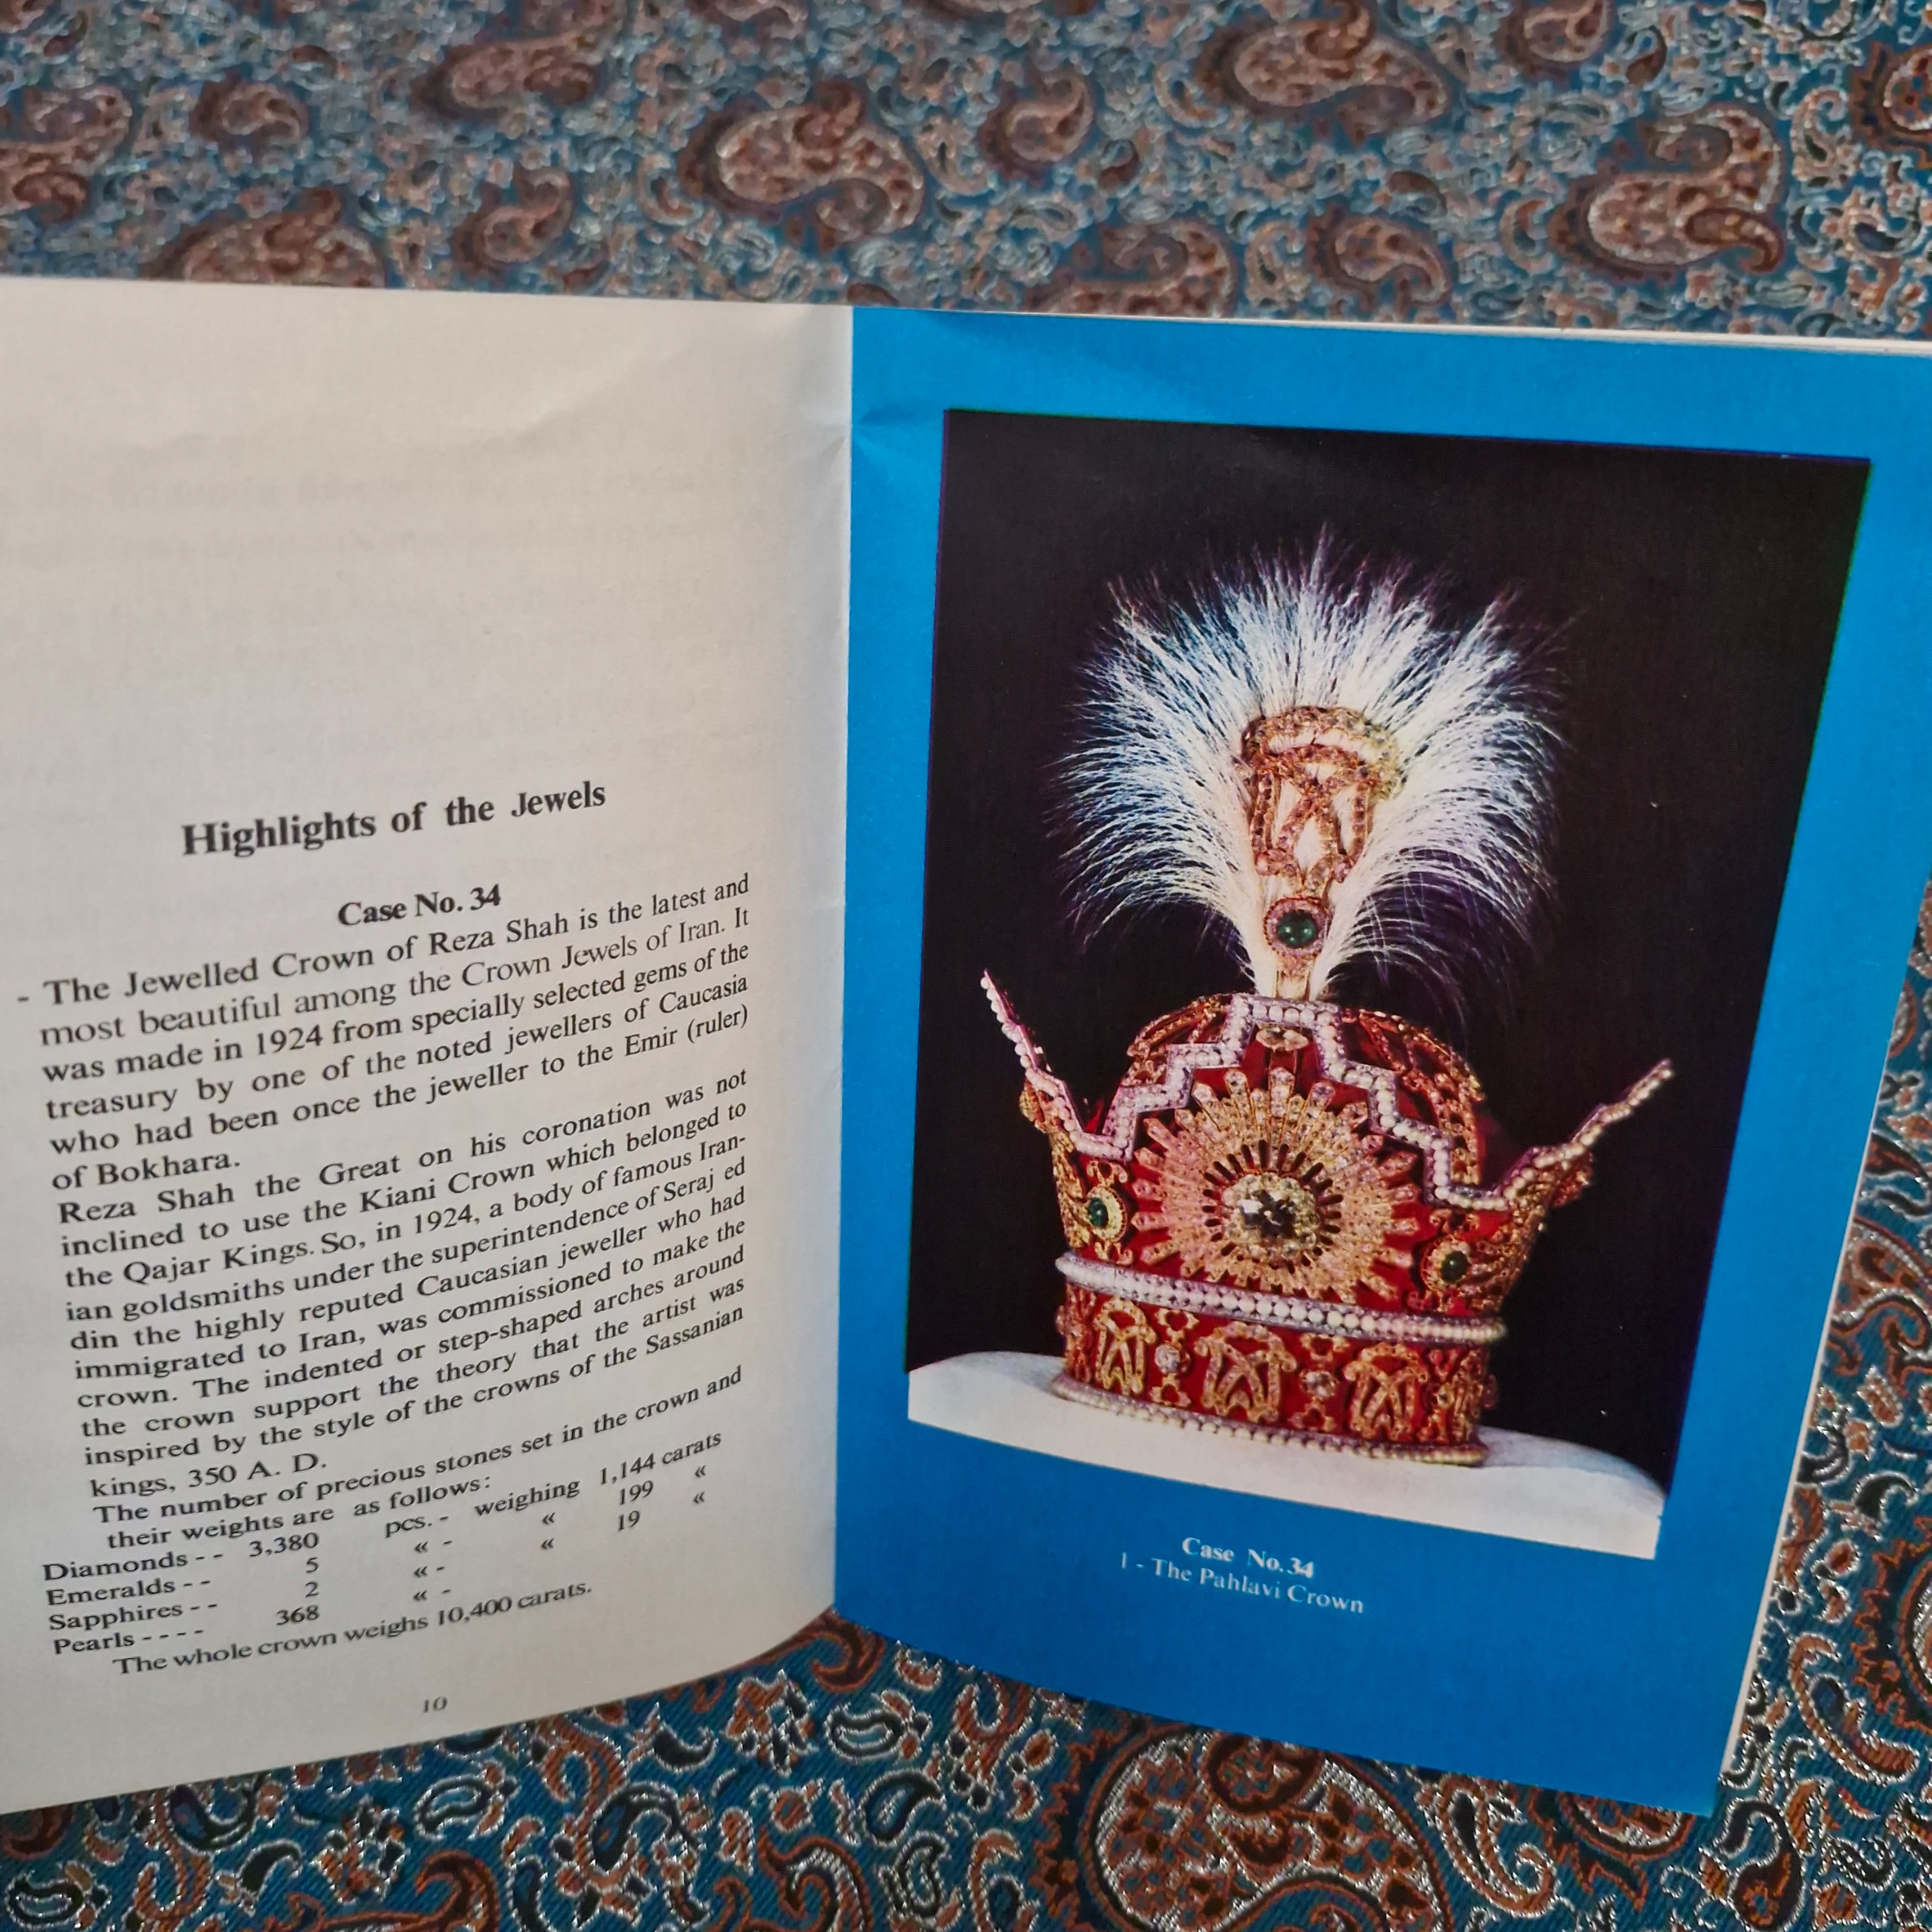 Highlights of the Jewels
Case No. 34
- The Jewelled Crown of Reza Shah is the latest and
most beautiful among the Crown Jewels of Iran. It
was made in 1924 from specially selected gems of the
treasury by one of the noted jewellers of Caucasia
who had been once the jeweller to the Emir (ruler)
of Bokhara.
Reza Shah the Great on his coronation was not
inclined to use the Kiani Crown which belonged to
the Qajar Kings. So, in 1924, a body of famous Iran-
ian goldsmiths under the superintendence of Seraj ed
din the highly reputed Caucasian jeweller who had
immigrated to Iran, was commissioned to make the
crown. The indented or step-shaped arches around
the crown support the theory that the artist was
inspired by the style of the crowns of the Sassanian
kings, 350 A. D.
The number of precious stones set in the crown and
their weights are as follows:
Diamonds - - 3,380 pcs. - weighing 1,144 carats
Emeralds - - 5 « - « 199 «
Sapphires - - 2 « - « 19 «
Pearls - - - - 368 « -
The whole crown weighs 10,400 carats.
10
Case No.34
1 - The Pahlavi Crown